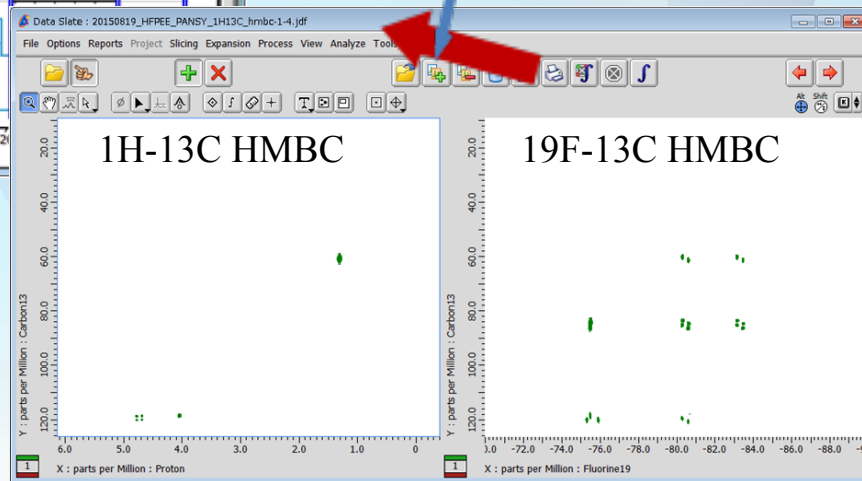 Data Slate : 20150819_HFPEE_PANSY_1H13C_hmbc-1-4.jdf
File Options Reports Project Slicing Expansion Process View Analyze Tools
Alt Shift
1H-13C HMBC
19F-13C HMBC
20.0
40.0
60.0
80.0
100.0
120.0
Y : parts per Million : Carbon13
6.0 5.0 4.0 3.0 2.0 1.0 0
1 X : parts per Million : Proton
20.0
40.0
60.0
80.0
100.0
120.0
Y : parts per Million : Carbon13
-72.0 -74.0 -76.0 -78.0 -80.0 -82.0 -84.0 -86.0 -88.0
1 X : parts per Million : Fluorine19